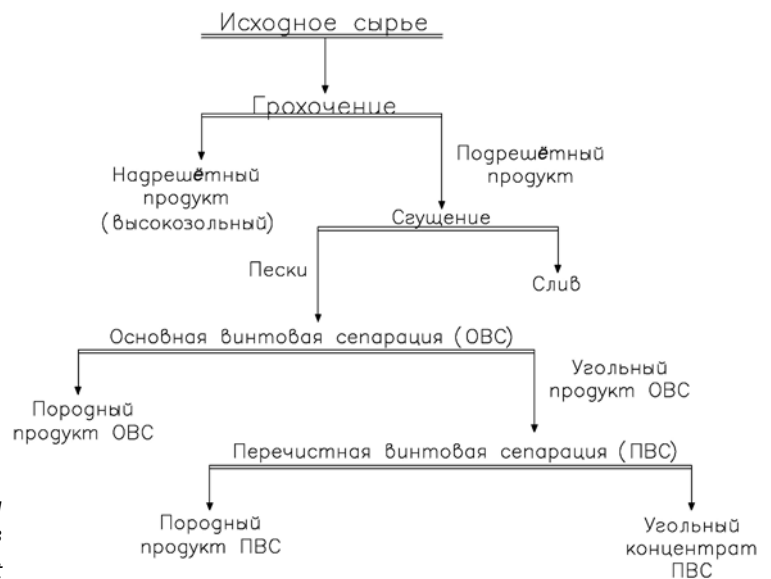 Исходное сырье
Грохочение
Надрешётный
продукт
(высокозольный)
Подрешётный
продукт
Сгущение
Пески
Слив
Основная винтовая сепарация (ОВС)
Породный
продукт ОВС
Угольный
продукт ОВС
Перечистная винтовая сепарация (ПВС)
Породный
продукт ПВС
Угольный
концентрат
ПВС